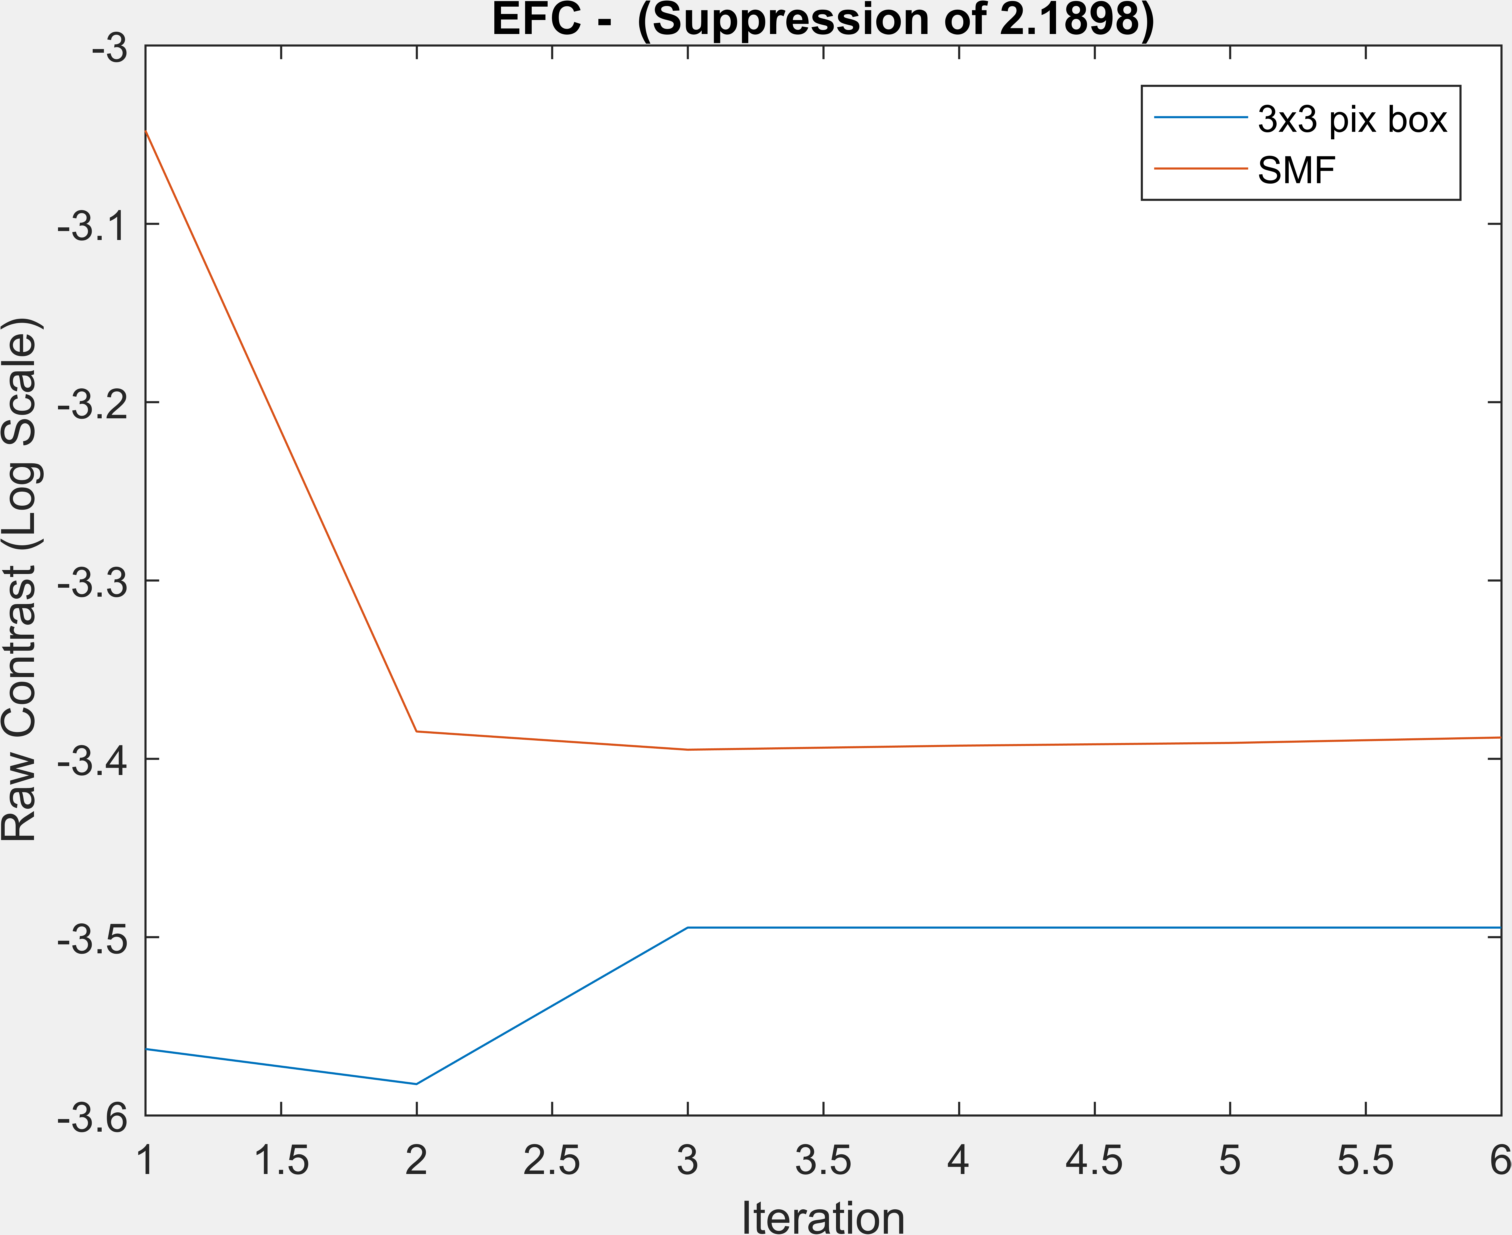 EFC -  (Suppression of 2.1898)
3x3 pix box
SMF
Raw Contrast (Log Scale)
-3
-3.1
-3.2
-3.3
-3.4
-3.5
-3.6
1 1.5 2 2.5 3 3.5 4 4.5 5 5.5 6
Iteration